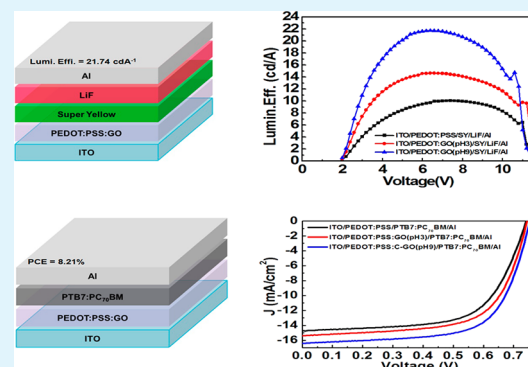 Lumi. Effi. = 21.74 cdA⁻¹
Al
LiF
Super Yellow
PEDOT:PSS:GO
ITO
Lumin.Eff. (cd/A)
24
22
20
18
16
14
12
10
8
6
4
2
0
ITO/PEDOT:PSS/SY/LiF/Al
ITO/PEDOT:GO(pH3)/SY/LiF/Al
ITO/PEDOT:GO(pH9)/SY/LiF/Al
0 2 4 6 8 10
Voltage(V)
PCE = 8.21%
Al
PTB7:PC₇₀BM
PEDOT:PSS:GO
ITO
J (mA/cm²)
0
-2
-4
-6
-8
-10
-12
-14
-16
ITO/PEDOT:PSS/PTB7:PC₇₀BM/Al
ITO/PEDOT:PSS:GO(pH3)/PTB7:PC₇₀BM/Al
ITO/PEDOT:PSS:C-GO(pH9)/PTB7:PC₇₀BM/Al
0.0 0.1 0.2 0.3 0.4 0.5 0.6 0.7
Voltage (V)